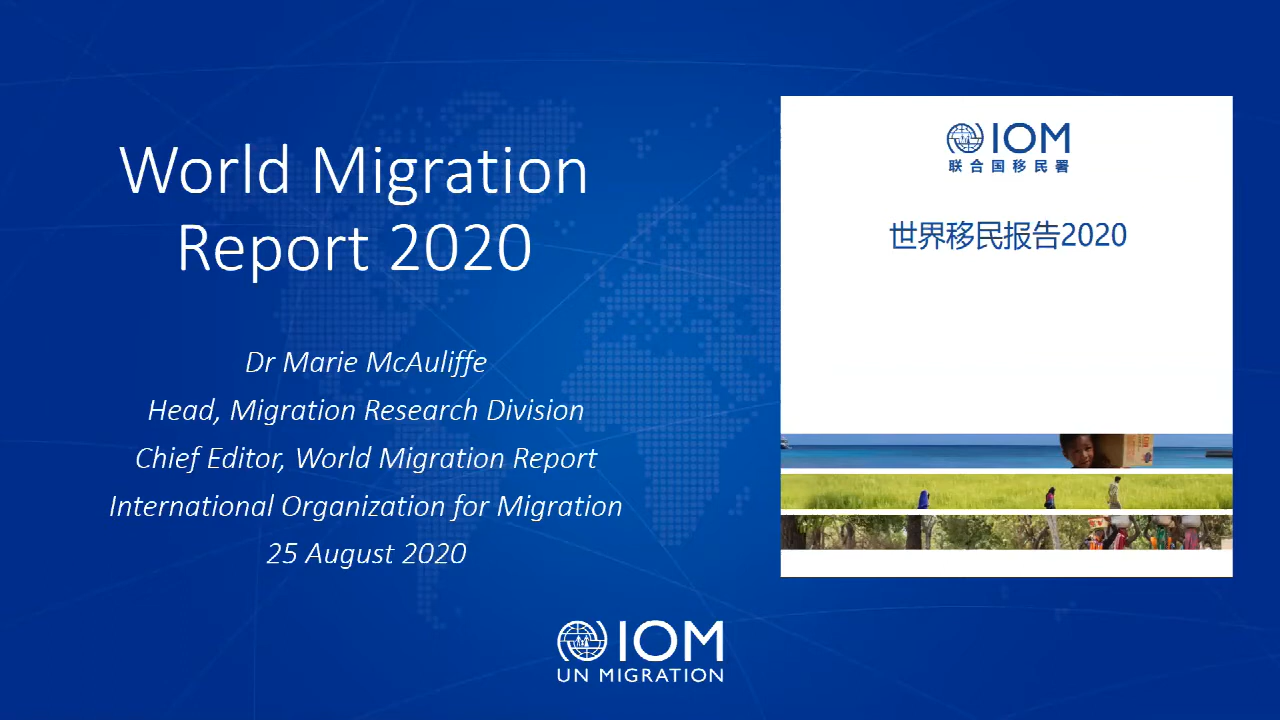 World Migration
Report 2020
Dr Marie McAuliffe
Head, Migration Research Division
Chief Editor, World Migration Report
International Organization for Migration
25 August 2020
IOM
UN MIGRATION
IOM
联合国移民署
世界移民报告2020